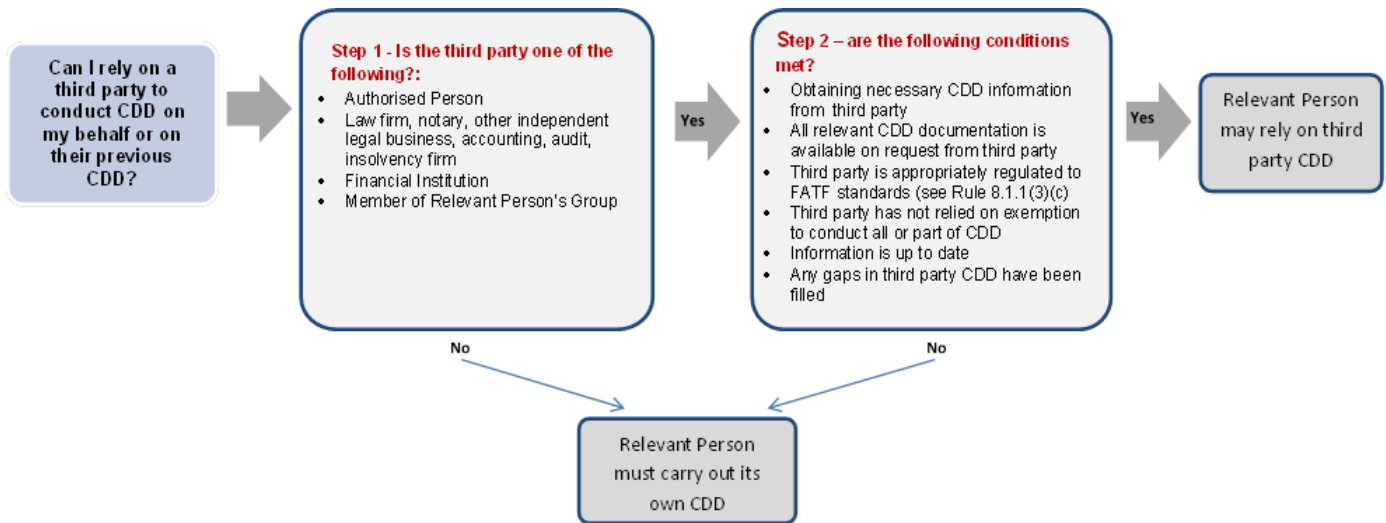 Can I rely on a
third party to
conduct CDD on
my behalf or on
their previous
CDD?
Step 1 - Is the third party one of the
following?:
• Authorised Person
• Law firm, notary, other independent
legal business, accounting, audit,
insolvency firm
• Financial Institution
• Member of Relevant Person's Group
Yes
Step 2 – are the following conditions
met?
• Obtaining necessary CDD information
from third party
• All relevant CDD documentation is
available on request from third party
• Third party is appropriately regulated to
FATF standards (see Rule 8.1.1(3)(c)
• Third party has not relied on exemption
to conduct all or part of CDD
• Information is up to date
• Any gaps in third party CDD have been
filled
Yes
Relevant Person
may rely on third
party CDD
No
No
Relevant Person
must carry out its
own CDD